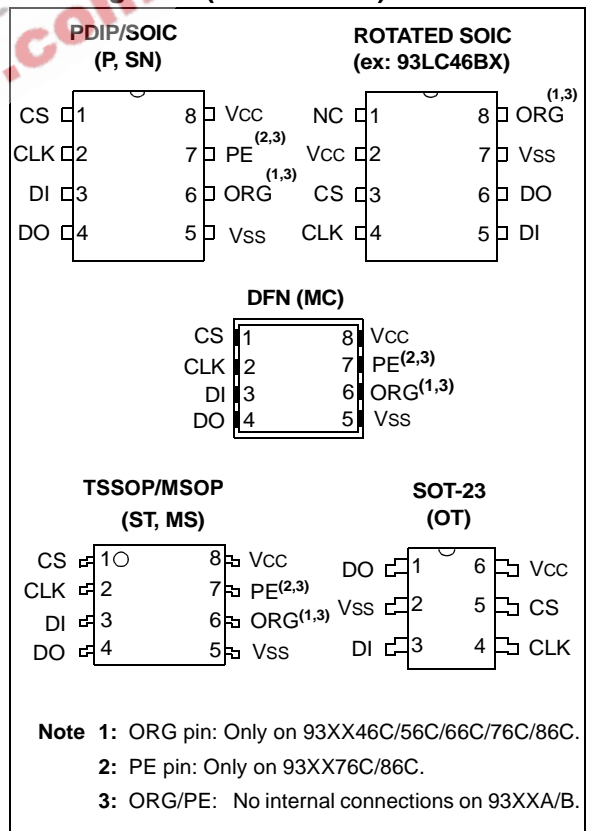 .com
PDIP/SOIC
(P, SN)
CS 1 8 VCC
CLK 2 7 PE(2,3)
DI 3 6 ORG(1,3)
DO 4 5 VSS
ROTATED SOIC
(ex: 93LC46BX)
NC 1 8 ORG(1,3)
VCC 2 7 VSS
CS 3 6 DO
CLK 4 5 DI
DFN (MC)
CS 1 8 VCC
CLK 2 7 PE(2,3)
DI 3 6 ORG(1,3)
DO 4 5 VSS
TSSOP/MSOP
(ST, MS)
CS 1 8 VCC
CLK 2 7 PE(2,3)
DI 3 6 ORG(1,3)
DO 4 5 VSS
SOT-23
(OT)
DO 1 6 VCC
VSS 2 5 CS
DI 3 4 CLK
Note 1: ORG pin: Only on 93XX46C/56C/66C/76C/86C.
2: PE pin: Only on 93XX76C/86C.
3: ORG/PE: No internal connections on 93XXA/B.